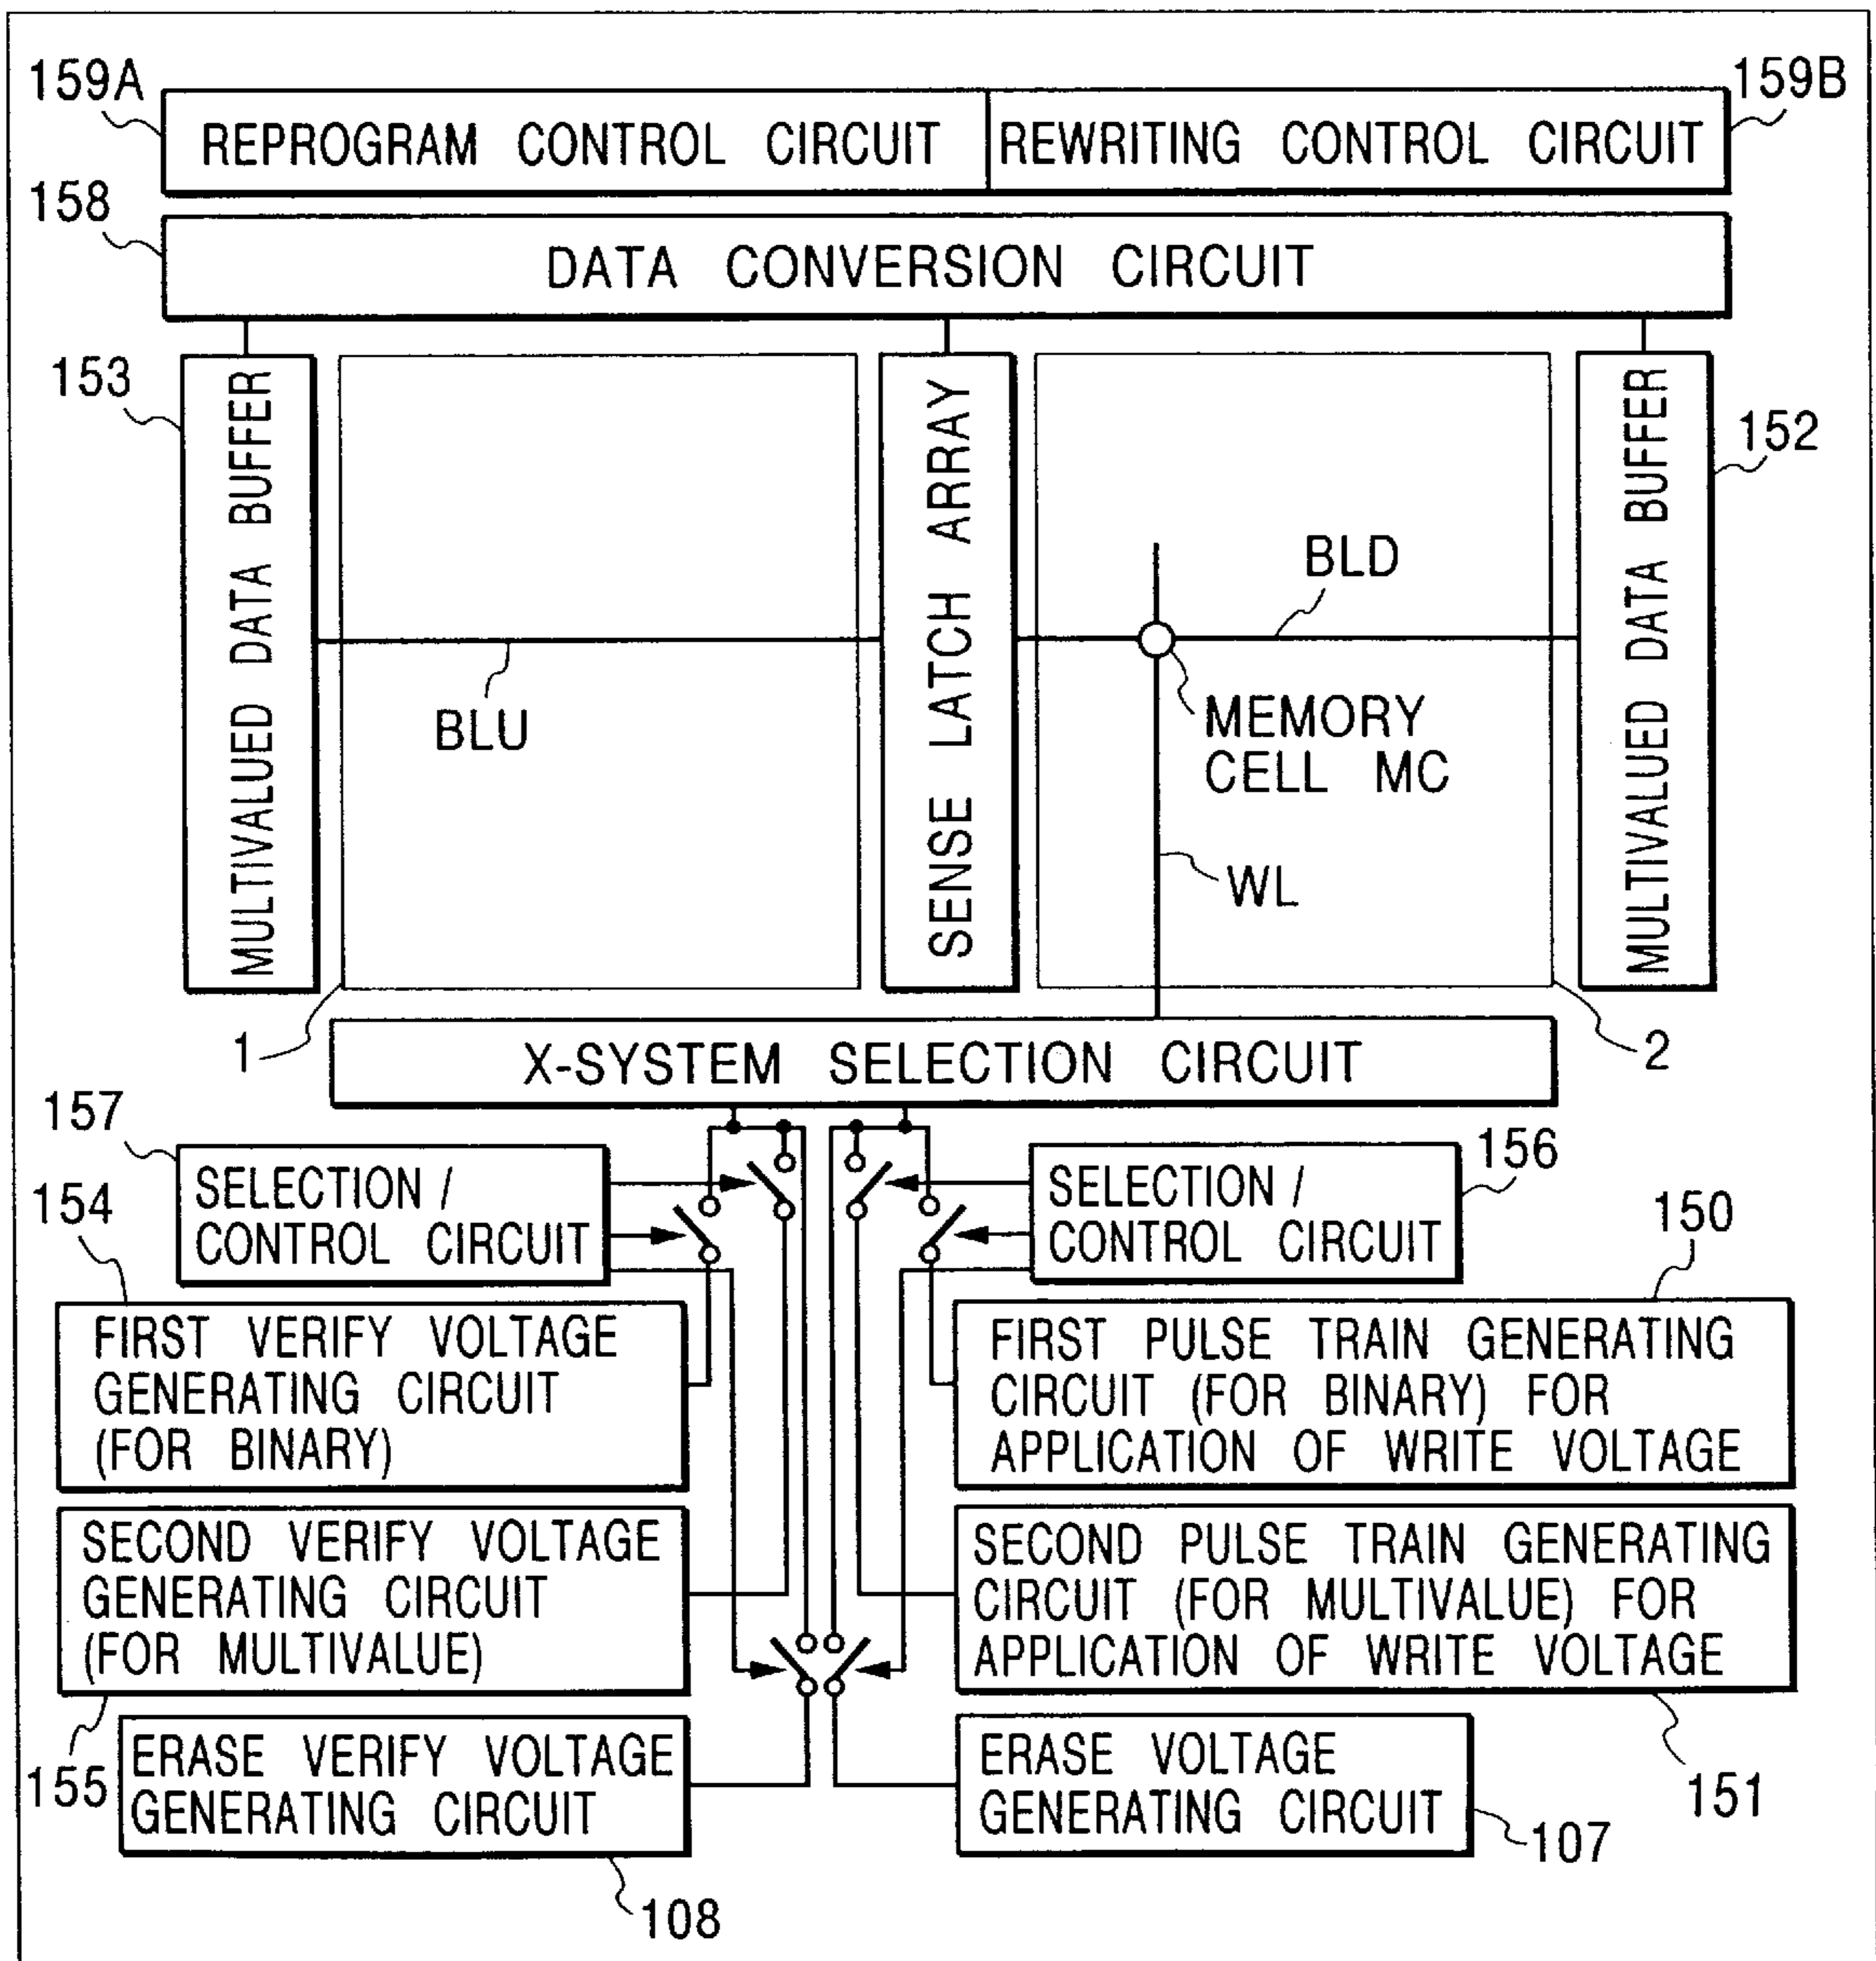 159A
159B
REPROGRAM CONTROL CIRCUIT
REWRITING CONTROL CIRCUIT
158
DATA CONVERSION CIRCUIT
153
MULTIVALUED DATA BUFFER
SENSE LATCH ARRAY
MULTIVALUED DATA BUFFER
152
BLD
BLU
MEMORY
CELL MC
WL
1
2
X-SYSTEM SELECTION CIRCUIT
157
SELECTION /
CONTROL CIRCUIT
156
SELECTION /
CONTROL CIRCUIT
154
FIRST VERIFY VOLTAGE
GENERATING CIRCUIT
(FOR BINARY)
150
FIRST PULSE TRAIN GENERATING
CIRCUIT (FOR BINARY) FOR
APPLICATION OF WRITE VOLTAGE
SECOND VERIFY VOLTAGE
GENERATING CIRCUIT
(FOR MULTIVALUE)
155
SECOND PULSE TRAIN GENERATING
CIRCUIT (FOR MULTIVALUE) FOR
APPLICATION OF WRITE VOLTAGE
151
ERASE VERIFY VOLTAGE
GENERATING CIRCUIT
108
ERASE VOLTAGE
GENERATING CIRCUIT
107